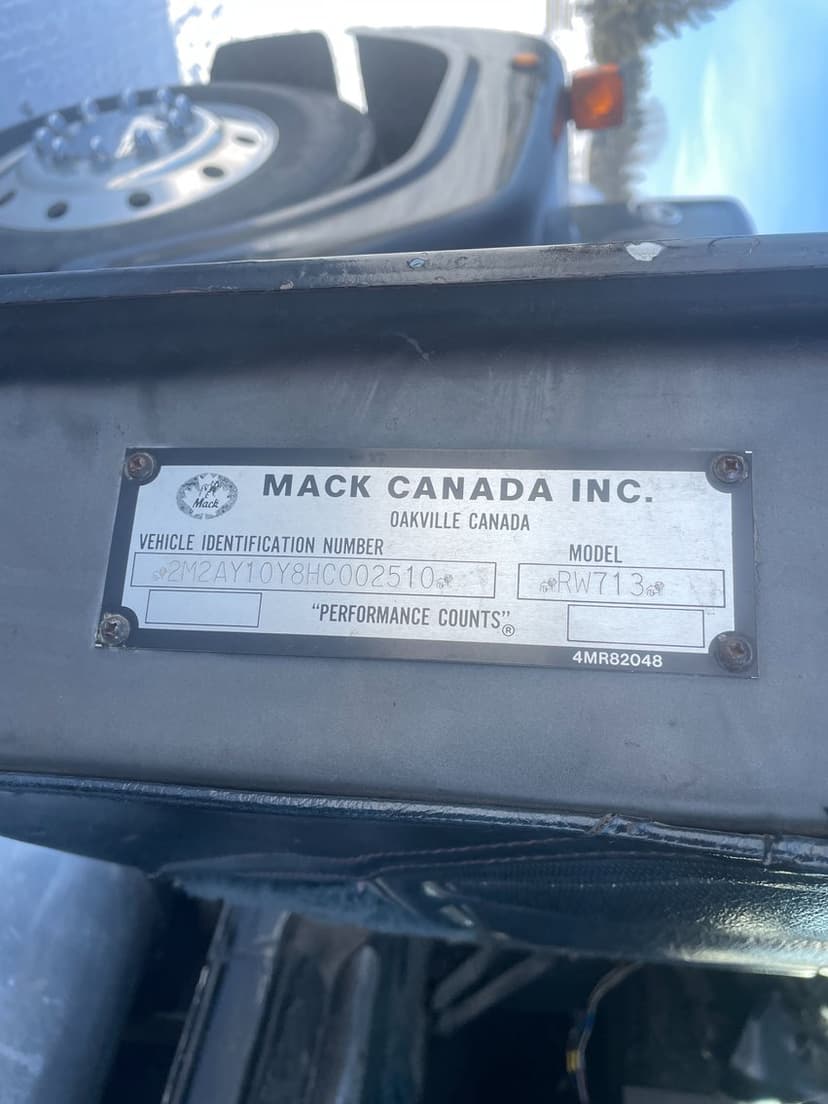 Mack
MACK CANADA INC.
OAKVILLE CANADA
VEHICLE IDENTIFICATION NUMBER
MODEL
2M2AY10Y8HC002510
RW713
"PERFORMANCE COUNTS"®
4MR82048